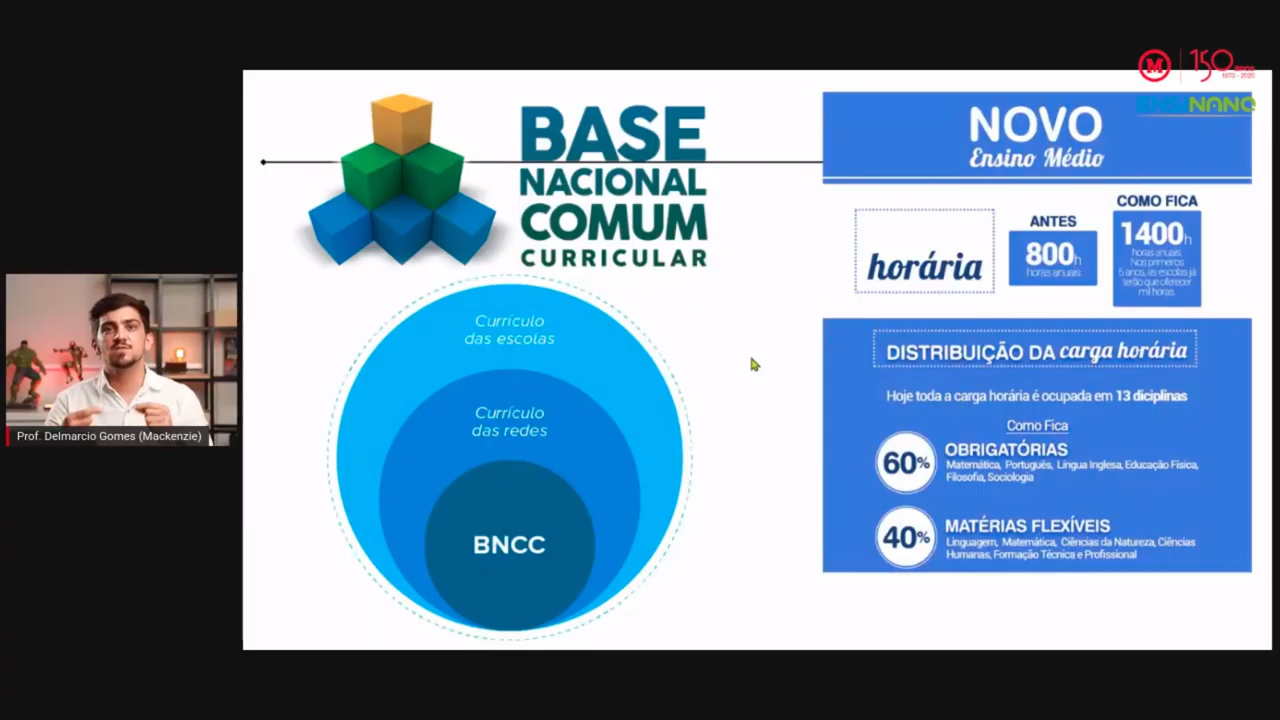 M 150 anos
1870 - 2020
ENSINANO
BASE
NACIONAL
COMUM
CURRICULAR
Currículo
das escolas
Currículo
das redes
BNCC
NOVO
Ensino Médio
horária
ANTES
800h
horas anuais
COMO FICA
1400h
horas anuais.
Nos primeiros
5 anos, as escolas já
terão que oferecer
mil horas.
DISTRIBUIÇÃO DA carga horária
Hoje toda a carga horária é ocupada em 13 diciplinas
Como Fica
60% OBRIGATÓRIAS
Matemática, Português, Língua Inglesa, Educação Física,
Filosofia, Sociologia
40% MATÉRIAS FLEXÍVEIS
Linguagem, Matemática, Ciências da Natureza, Ciências
Humanas, Formação Técnica e Profissional
Prof. Delmarcio Gomes (Mackenzie)